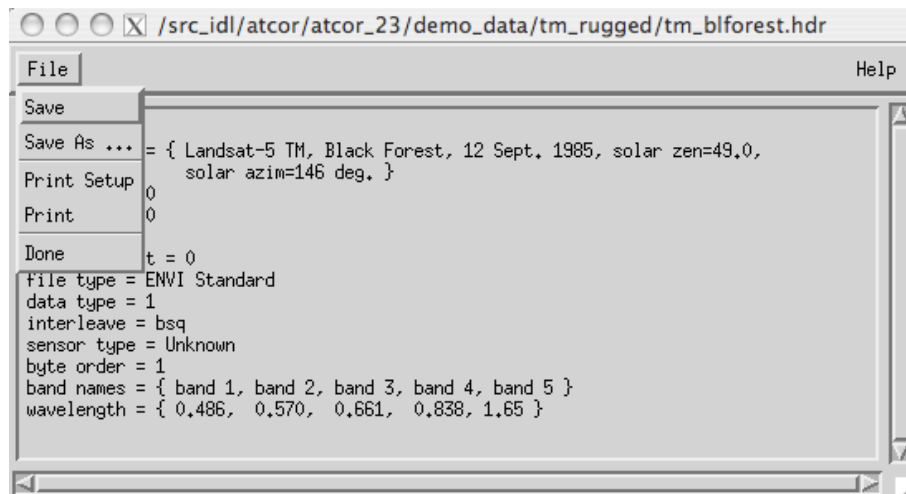 /src_idl/atcor/atcor_23/demo_data/tm_rugged/tm_blforest.hdr
File Help
Save
Save As ...
= { Landsat-5 TM, Black Forest, 12 Sept. 1985, solar zen=49.0,
solar azim=146 deg. }
Print Setup
0
Print
0
Done
t = 0
file type = ENVI Standard
data type = 1
interleave = bsq
sensor type = Unknown
byte order = 1
band names = { band 1, band 2, band 3, band 4, band 5 }
wavelength = { 0.486, 0.570, 0.661, 0.838, 1.65 }